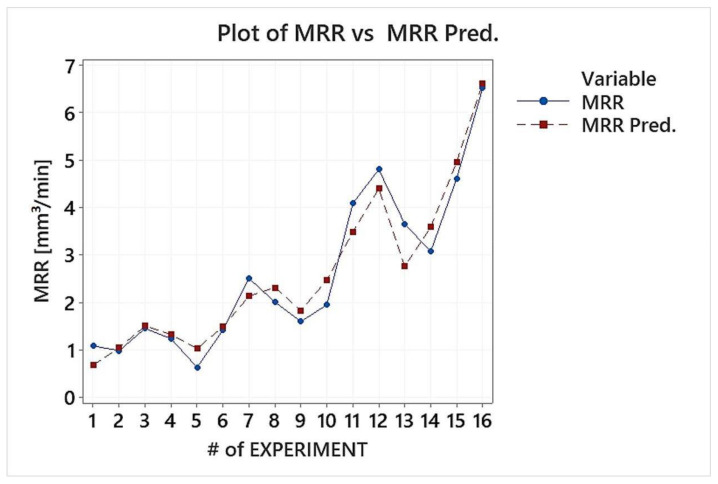 Plot of MRR vs MRR Pred.
Variable
MRR
MRR Pred.
MRR [mm³/min]
7
6
5
4
3
2
1
0
1 2 3 4 5 6 7 8 9 10 11 12 13 14 15 16
# of EXPERIMENT